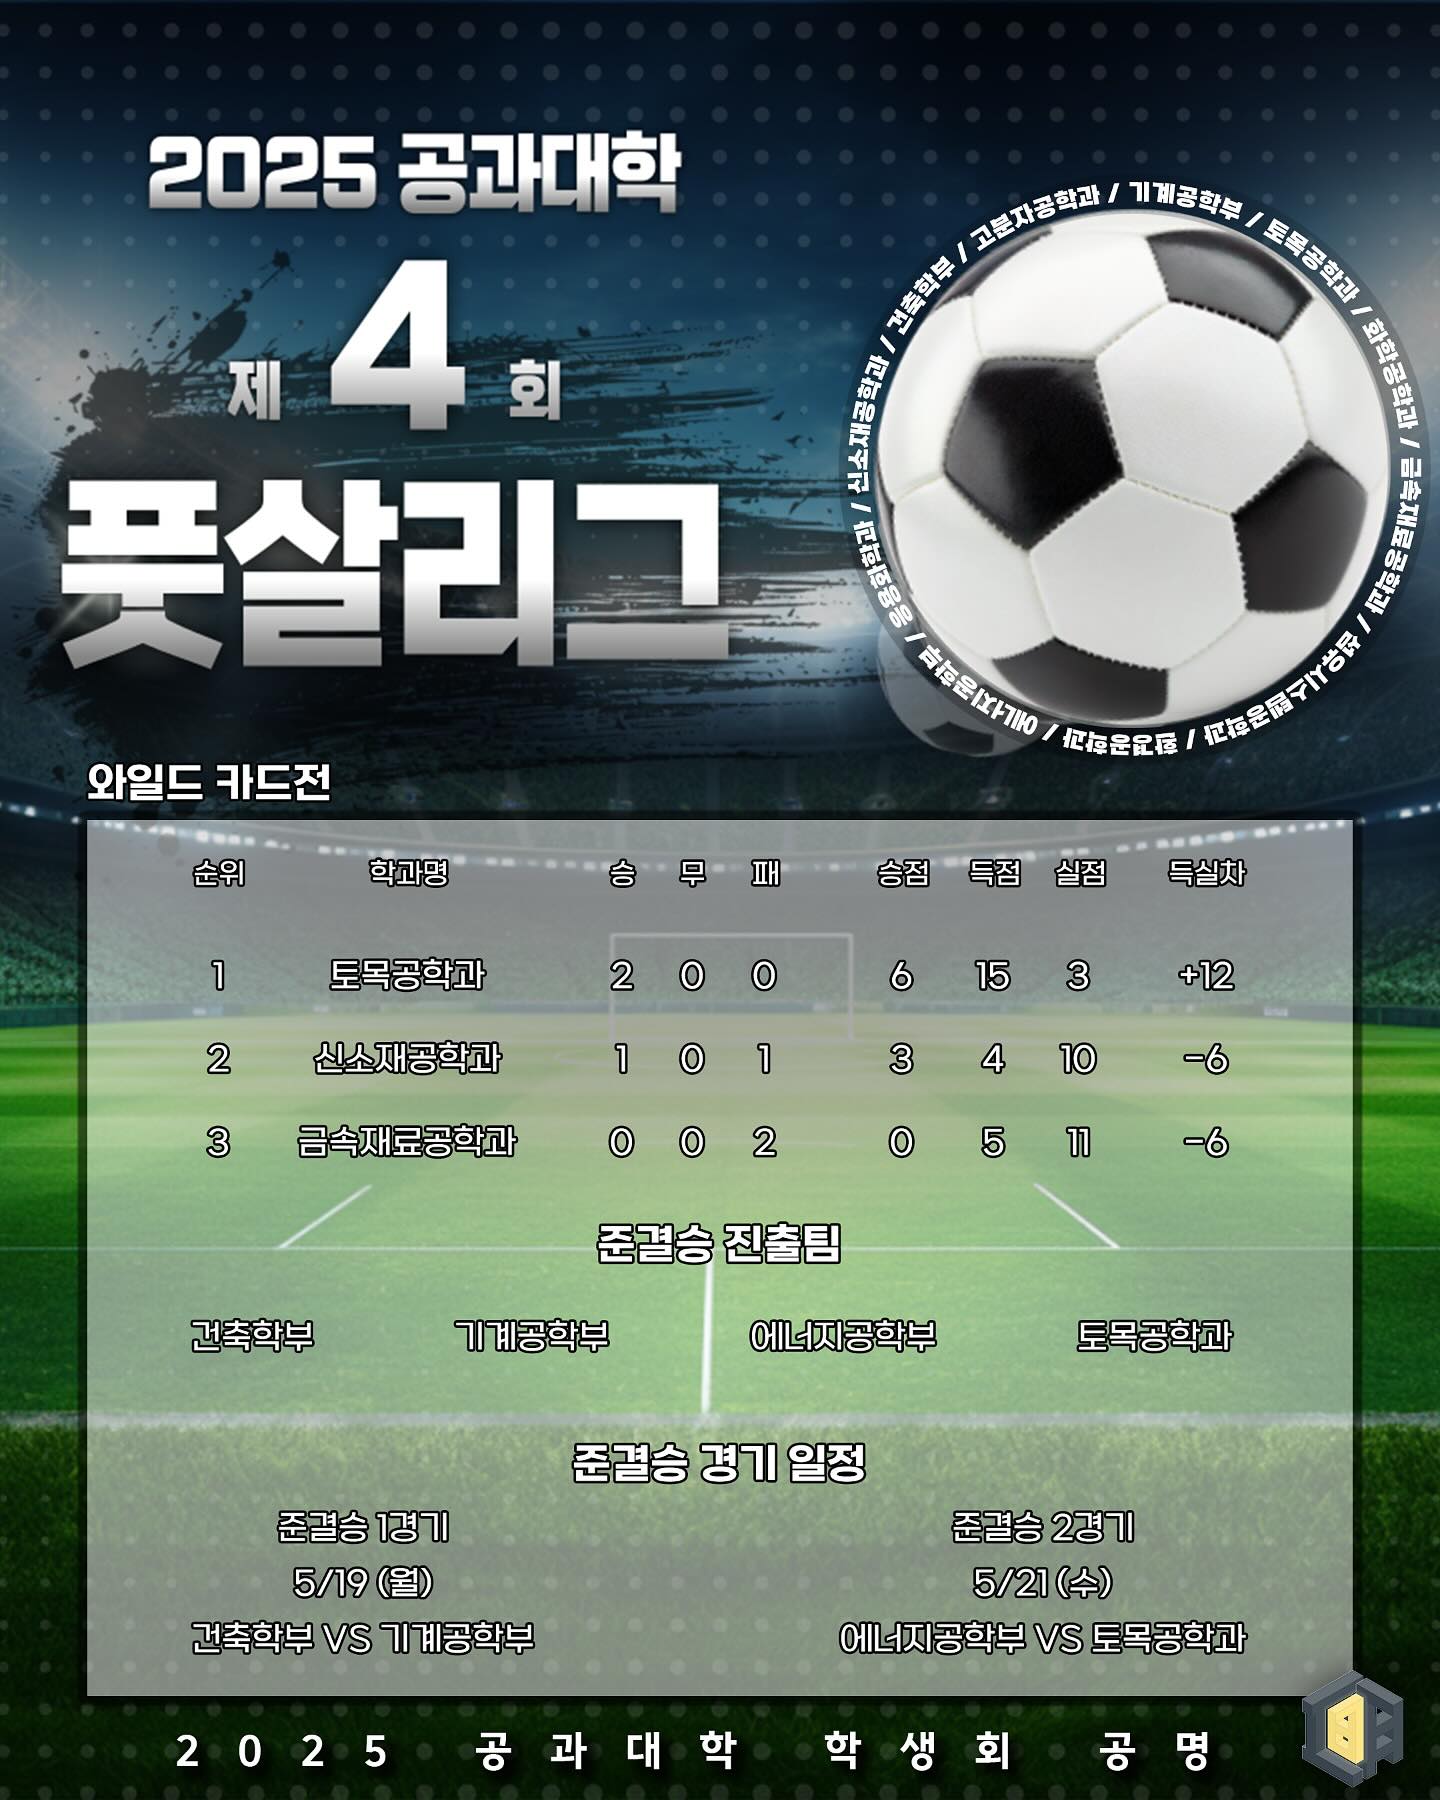 2025 공과대학
제 4 회
풋살리그
건축학부 / 고분자공학과 / 기계공학부 / 토목공학과 / 화학공학과 / 금속재료공학과 / 섬유시스템공학과 / 환경공학과 / 에너지공학부 / 응용화학과 / 신소재공학과 /
와일드 카드전
순위 학과명 승 무 패 승점 득점 실점 득실차
1 토목공학과 2 0 0 6 15 3 +12
2 신소재공학과 1 0 1 3 4 10 -6
3 금속재료공학과 0 0 2 0 5 11 -6
준결승 진출팀
건축학부 기계공학부 에너지공학부 토목공학과
준결승 경기 일정
준결승 1경기 준결승 2경기
5/19 (월) 5/21 (수)
건축학부 VS 기계공학부 에너지공학부 VS 토목공학과
2025 공과대학 학생회 공명